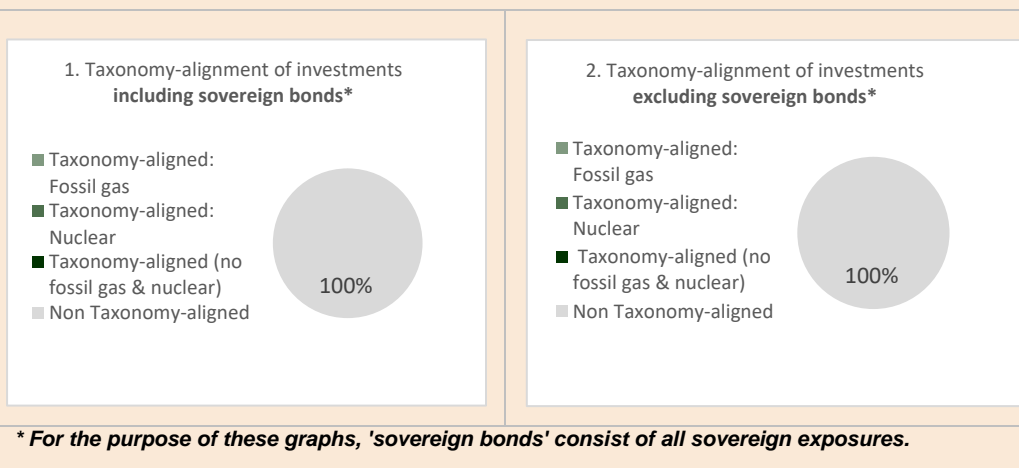 1. Taxonomy-alignment of investments
including sovereign bonds*
Taxonomy-aligned:
Fossil gas
Taxonomy-aligned:
Nuclear
Taxonomy-aligned (no
fossil gas & nuclear)
Non Taxonomy-aligned
100%
2. Taxonomy-alignment of investments
excluding sovereign bonds*
Taxonomy-aligned:
Fossil gas
Taxonomy-aligned:
Nuclear
Taxonomy-aligned (no
fossil gas & nuclear)
Non Taxonomy-aligned
100%
* For the purpose of these graphs, 'sovereign bonds' consist of all sovereign exposures.